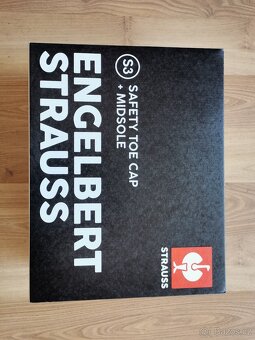 ENGELBERT
STRAUSS
S3
SAFETY TOE CAP
+ MIDSOLE
STRAUSS